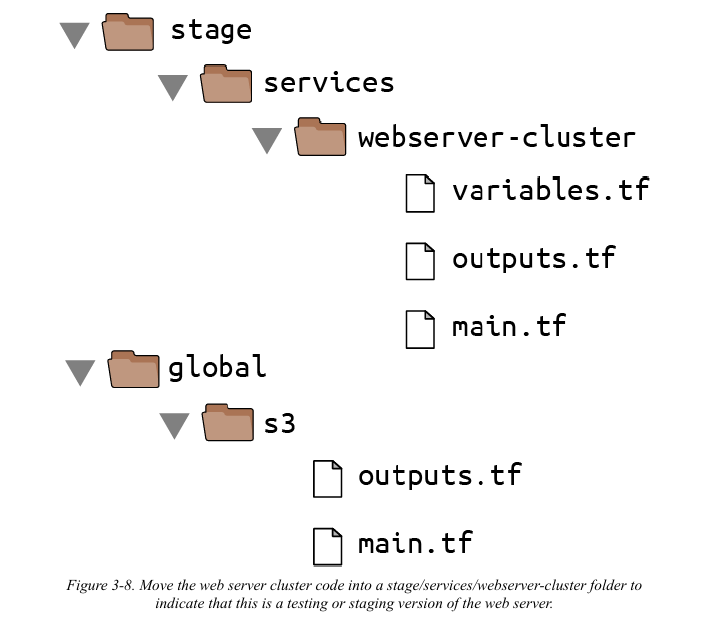 stage
services
webserver-cluster
variables.tf
outputs.tf
main.tf
global
s3
outputs.tf
main.tf
Figure 3-8. Move the web server cluster code into a stage/services/webserver-cluster folder to
indicate that this is a testing or staging version of the web server.